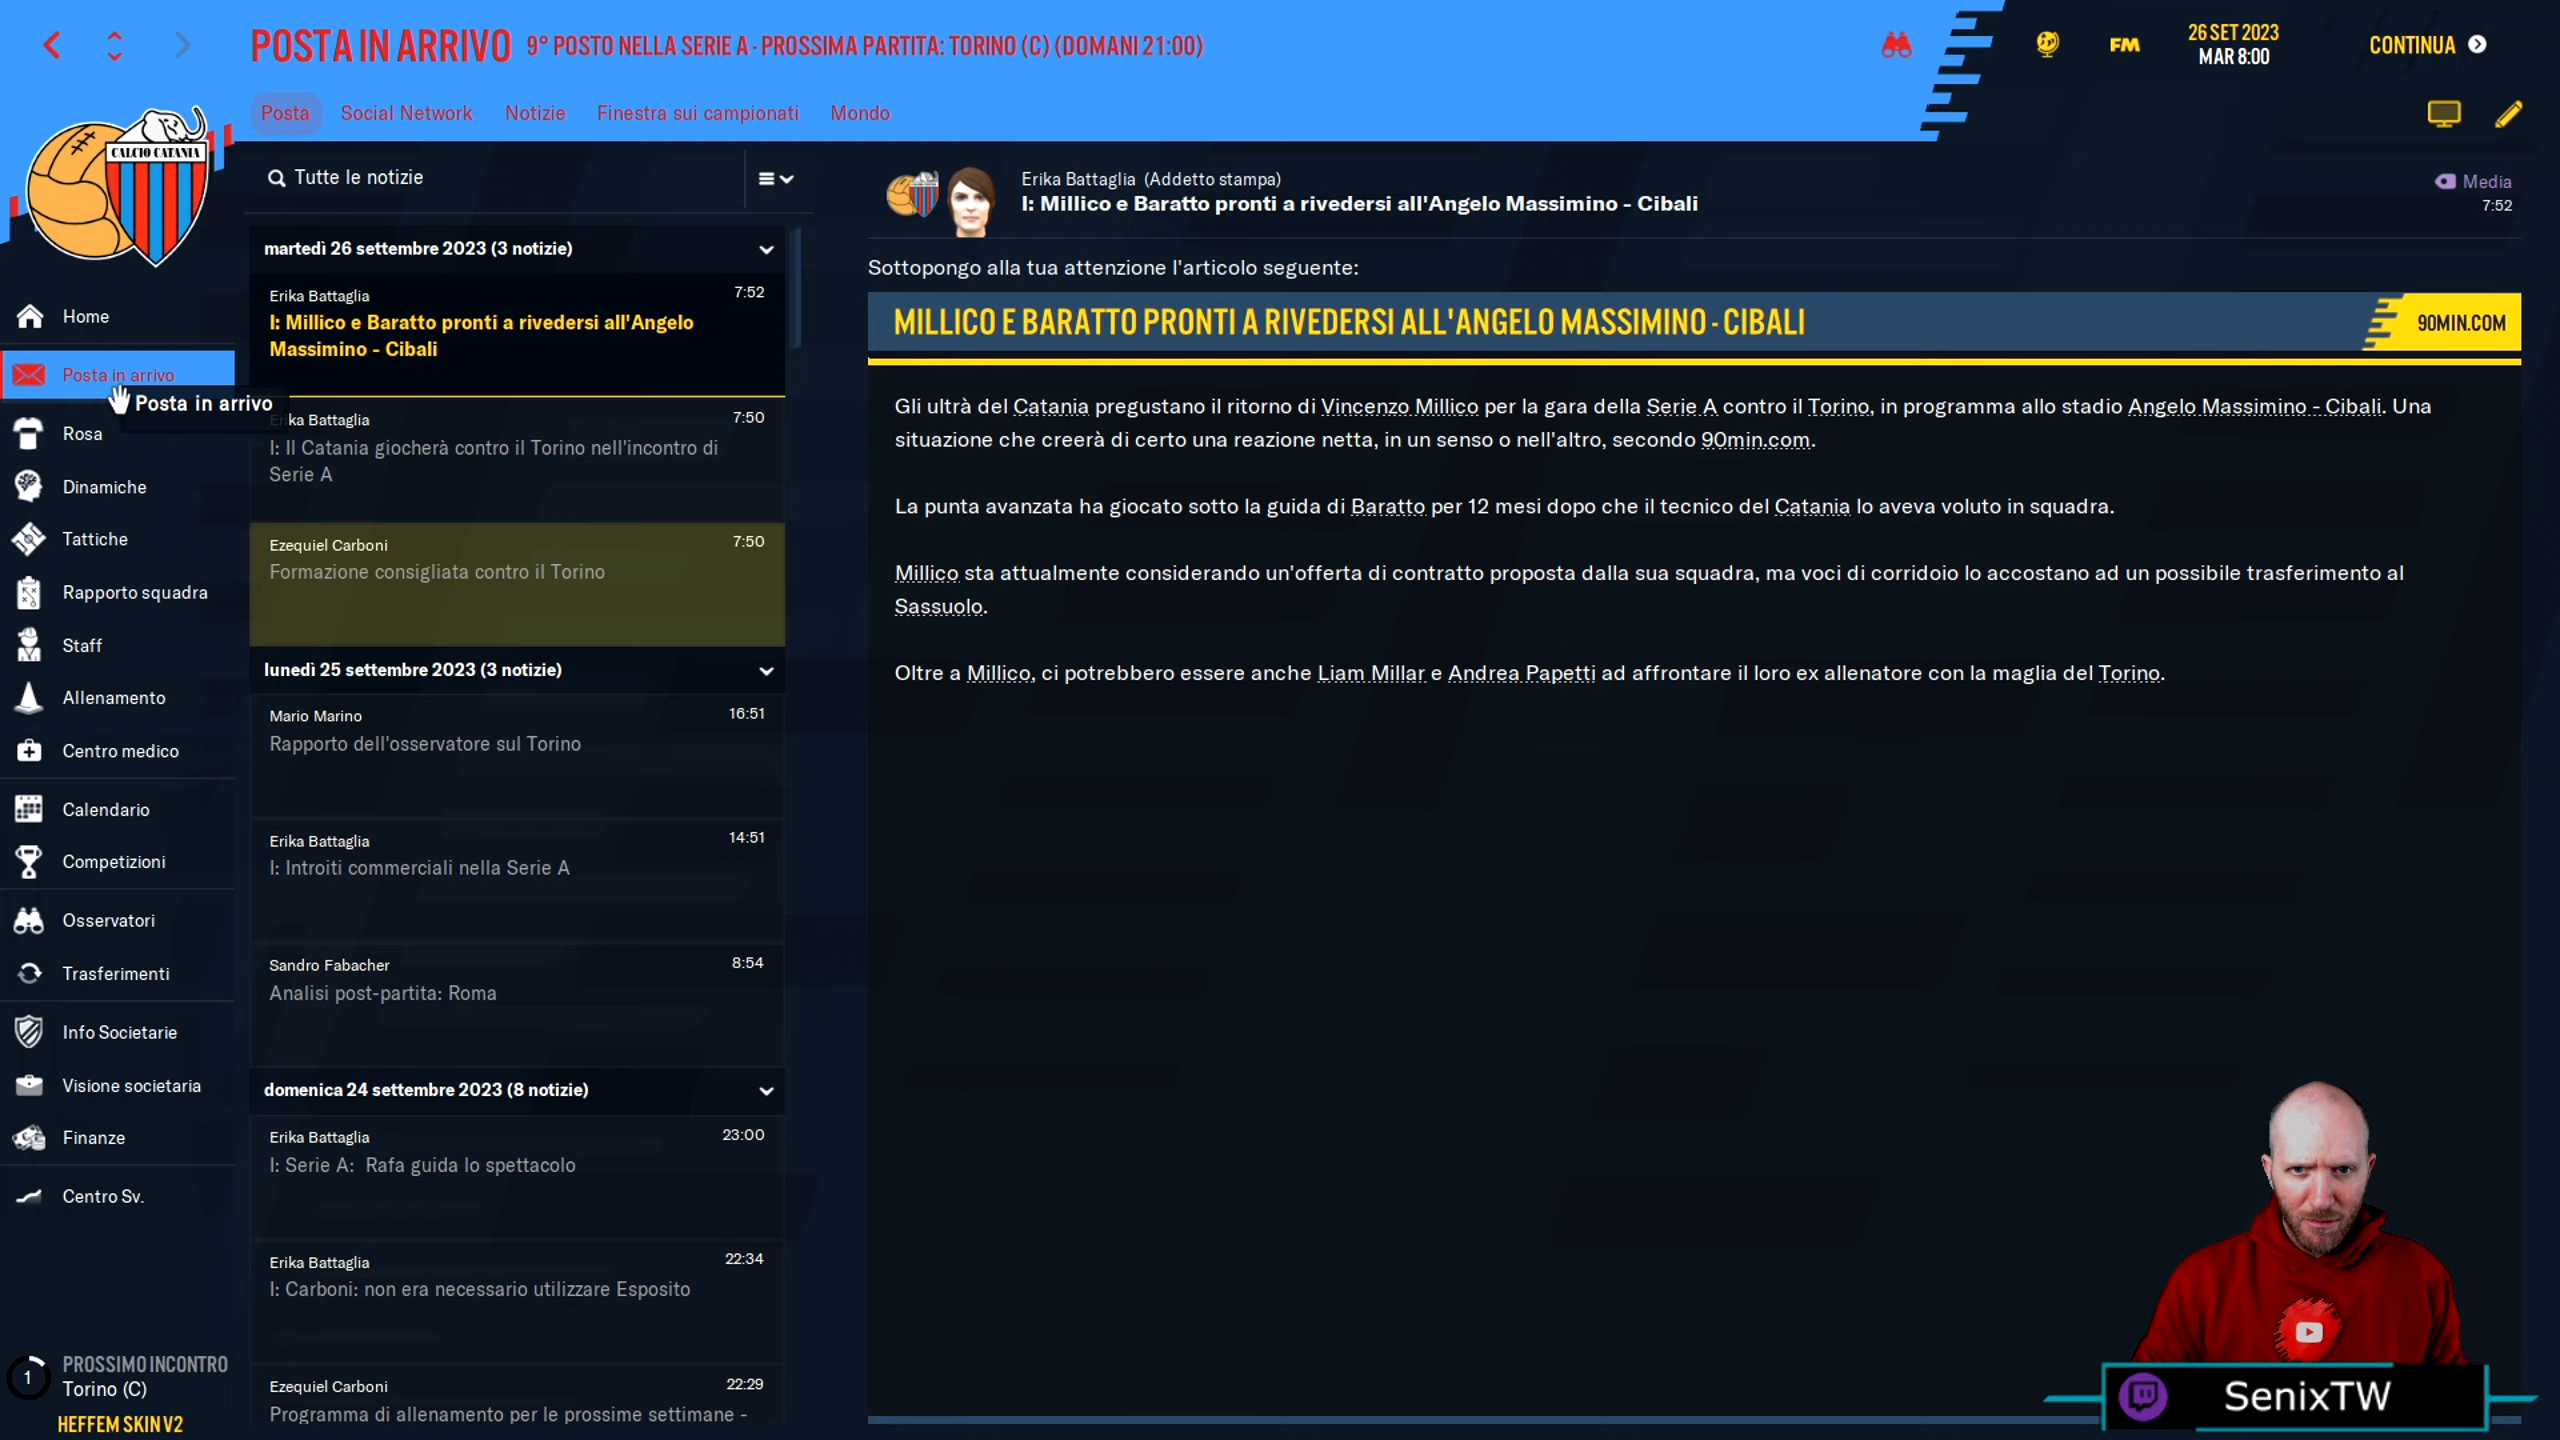 POSTA IN ARRIVO
9° POSTO NELLA SERIE A - PROSSIMA PARTITA: TORINO (C) (DOMANI 21:00)
FM
26 SET 2023
MAR 8:00
CONTINUA
Posta
Social Network
Notizie
Finestra sui campionati
Mondo
CALCIO CATANIA
Home
Posta in arrivo
Posta in arrivo
Rosa
Dinamiche
Tattiche
Rapporto squadra
Staff
Allenamento
Centro medico
Calendario
Competizioni
Osservatori
Trasferimenti
Info Societarie
Visione societaria
Finanze
Centro Sv.
1
PROSSIMO INCONTRO
Torino (C)
HEFFEM SKIN V2
Tutte le notizie
martedì 26 settembre 2023 (3 notizie)
Erika Battaglia
7:52
I: Millico e Baratto pronti a rivedersi all'Angelo
Massimino - Cibali
ka Battaglia
7:50
I: Il Catania giocherà contro il Torino nell'incontro di
Serie A
Ezequiel Carboni
7:50
Formazione consigliata contro il Torino
lunedì 25 settembre 2023 (3 notizie)
Mario Marino
16:51
Rapporto dell'osservatore sul Torino
Erika Battaglia
14:51
I: Introiti commerciali nella Serie A
Sandro Fabacher
8:54
Analisi post-partita: Roma
domenica 24 settembre 2023 (8 notizie)
Erika Battaglia
23:00
I: Serie A: Rafa guida lo spettacolo
Erika Battaglia
22:34
I: Carboni: non era necessario utilizzare Esposito
Ezequiel Carboni
22:29
Programma di allenamento per le prossime settimane -
Erika Battaglia (Addetto stampa)
I: Millico e Baratto pronti a rivedersi all'Angelo Massimino - Cibali
Media
7:52
Sottopongo alla tua attenzione l'articolo seguente:
MILLICO E BARATTO PRONTI A RIVEDERSI ALL'ANGELO MASSIMINO - CIBALI
90MIN.COM
Gli ultrà del Catania pregustano il ritorno di Vincenzo Millico per la gara della Serie A contro il Torino, in programma allo stadio Angelo Massimino - Cibali. Una
situazione che creerà di certo una reazione netta, in un senso o nell'altro, secondo 90min.com.
La punta avanzata ha giocato sotto la guida di Baratto per 12 mesi dopo che il tecnico del Catania lo aveva voluto in squadra.
Millico sta attualmente considerando un'offerta di contratto proposta dalla sua squadra, ma voci di corridoio lo accostano ad un possibile trasferimento al
Sassuolo.
Oltre a Millico, ci potrebbero essere anche Liam Millar e Andrea Papetti ad affrontare il loro ex allenatore con la maglia del Torino.
SenixTW